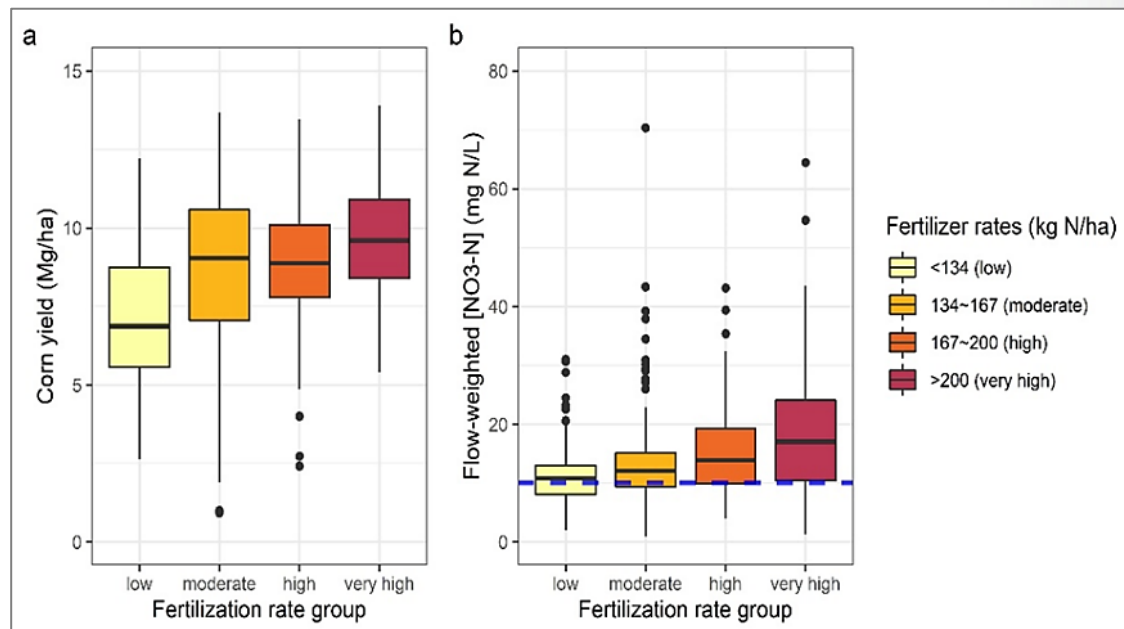 a
b
15
10
5
0
Corn yield (Mg/ha)
low
moderate
high
very high
Fertilization rate group
80
60
40
20
0
Flow-weighted [NO3-N] (mg N/L)
low
moderate
high
very high
Fertilization rate group
Fertilizer rates (kg N/ha)
<134 (low)
134~167 (moderate)
167~200 (high)
>200 (very high)